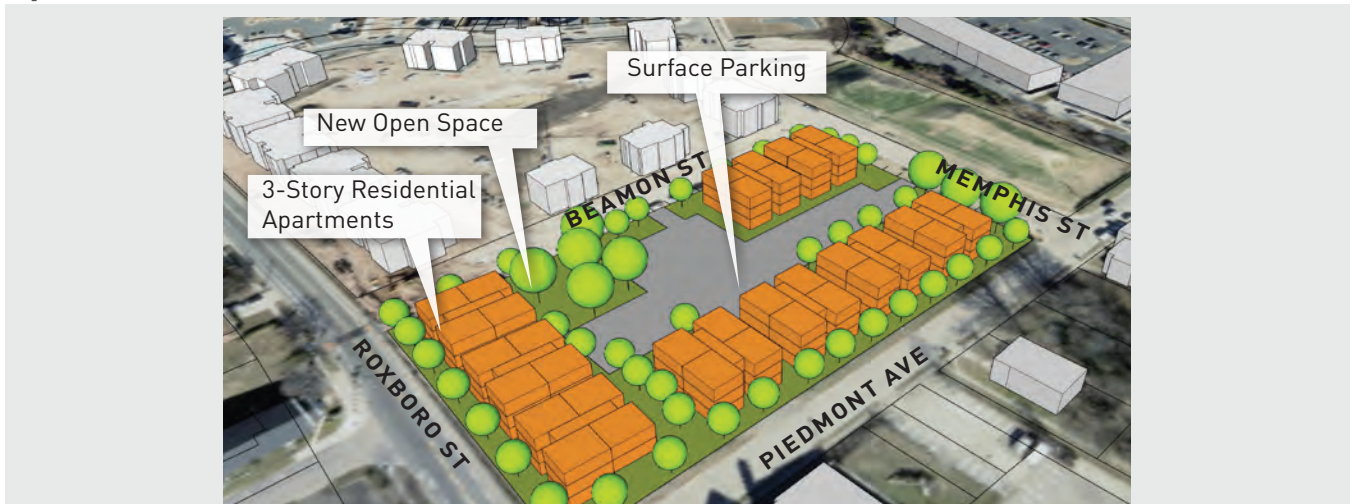 Surface Parking
New Open Space
3-Story Residential
Apartments
BEAMON ST
MEMPHIS ST
ROXBORO ST
PIEDMONT AVE